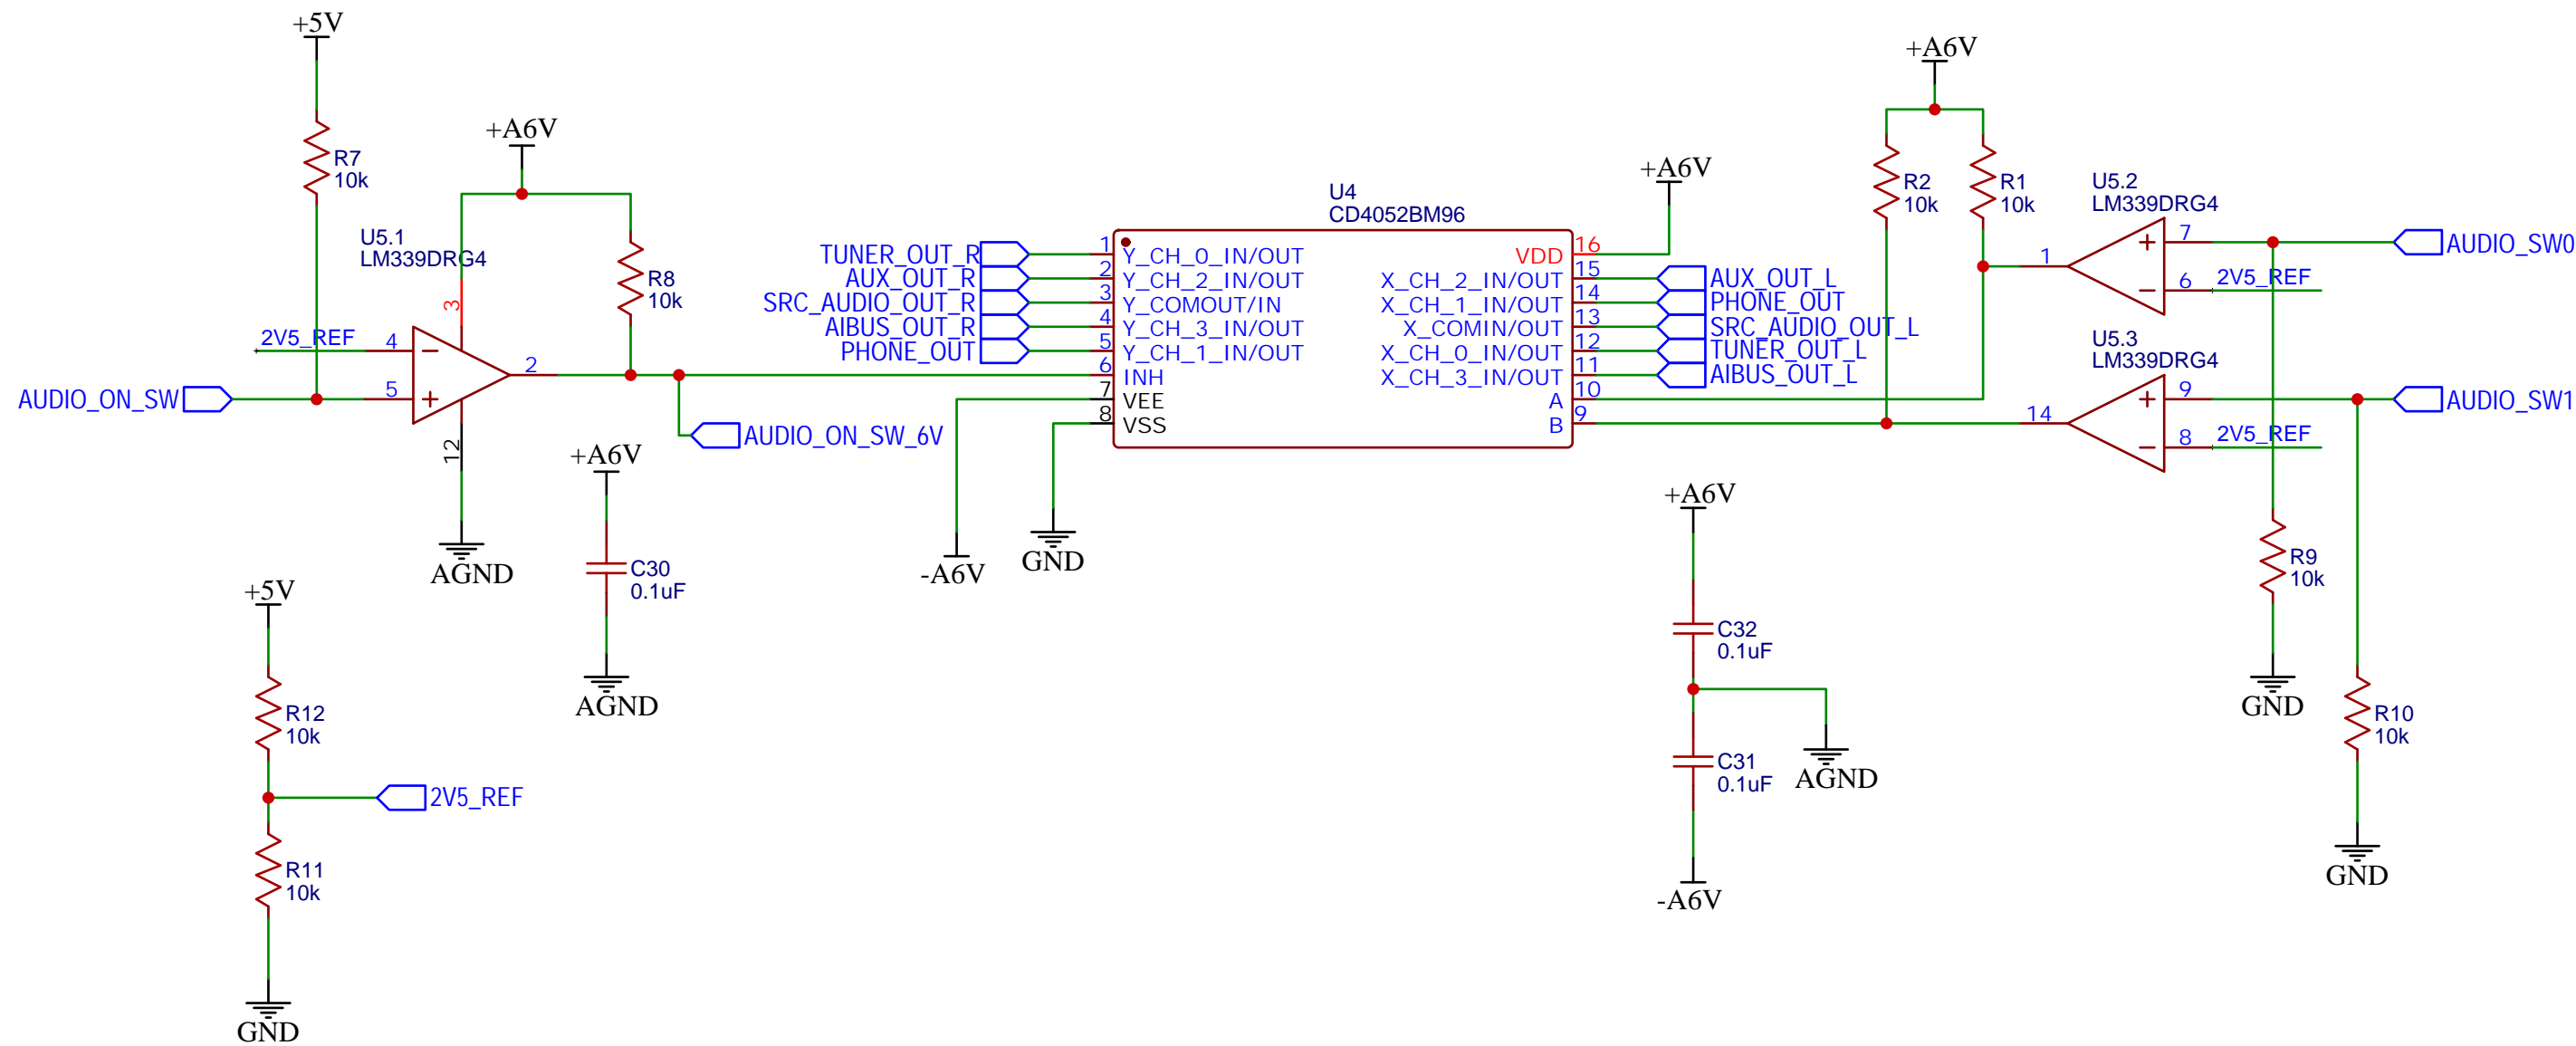 +5V
R7
10k
+A6V
U5.1
LM339DRG4
3
R8
10k
2V5_REF
4
5
2
12
AUDIO_ON_SW
AGND
AUDIO_ON_SW_6V
+A6V
C30
0.1uF
AGND
+5V
R12
10k
2V5_REF
R11
10k
GND
U4
CD4052BM96
TUNER_OUT_R
1
Y_CH_0_IN/OUT
AUX_OUT_R
2
Y_CH_2_IN/OUT
SRC_AUDIO_OUT_R
3
Y_COMOUT/IN
AIBUS_OUT_R
4
Y_CH_3_IN/OUT
PHONE_OUT
5
Y_CH_1_IN/OUT
6
INH
7
VEE
8
VSS
-A6V
GND
+A6V
VDD
16
X_CH_2_IN/OUT
15
AUX_OUT_L
X_CH_1_IN/OUT
14
PHONE_OUT
X_COMIN/OUT
13
SRC_AUDIO_OUT_L
X_CH_0_IN/OUT
12
TUNER_OUT_L
X_CH_3_IN/OUT
11
AIBUS_OUT_L
A
10
B
9
+A6V
C32
0.1uF
C31
0.1uF
AGND
-A6V
+A6V
R2
10k
R1
10k
U5.2
LM339DRG4
1
7
AUDIO_SW0
6
2V5_REF
U5.3
LM339DRG4
14
9
AUDIO_SW1
8
2V5_REF
R9
10k
GND
R10
10k
GND